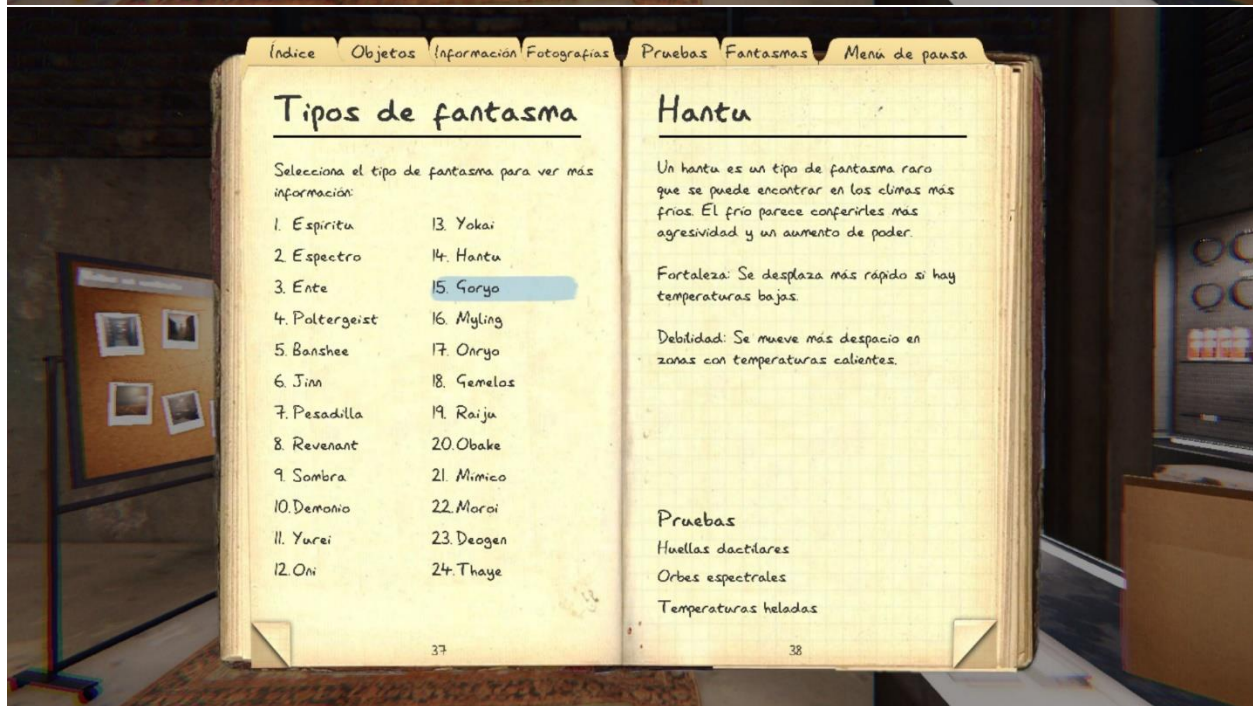 Índice
Objetos
Información
Fotografías
Pruebas
Fantasmas
Menú de pausa
Tipos de fantasma
Selecciona el tipo de fantasma para ver más
información:
1. Espíritu
2. Espectro
3. Ente
4. Poltergeist
5. Banshee
6. Jinn
7. Pesadilla
8. Revenant
9. Sombra
10. Demonio
11. Yurei
12. Oni
13. Yokai
14. Hantu
15. Goryo
16. Myling
17. Onryo
18. Gemelos
19. Raiju
20. Obake
21. Mímico
22. Moroi
23. Deogen
24. Thaye
37
Hantu
Un hantu es un tipo de fantasma raro
que se puede encontrar en los climas más
fríos. El frío parece conferirles más
agresividad y un aumento de poder.
Fortaleza: Se desplaza más rápido si hay
temperaturas bajas.
Debilidad: Se mueve más despacio en
zonas con temperaturas calientes.
Pruebas
Huellas dactilares
Orbes espectrales
Temperaturas heladas
38